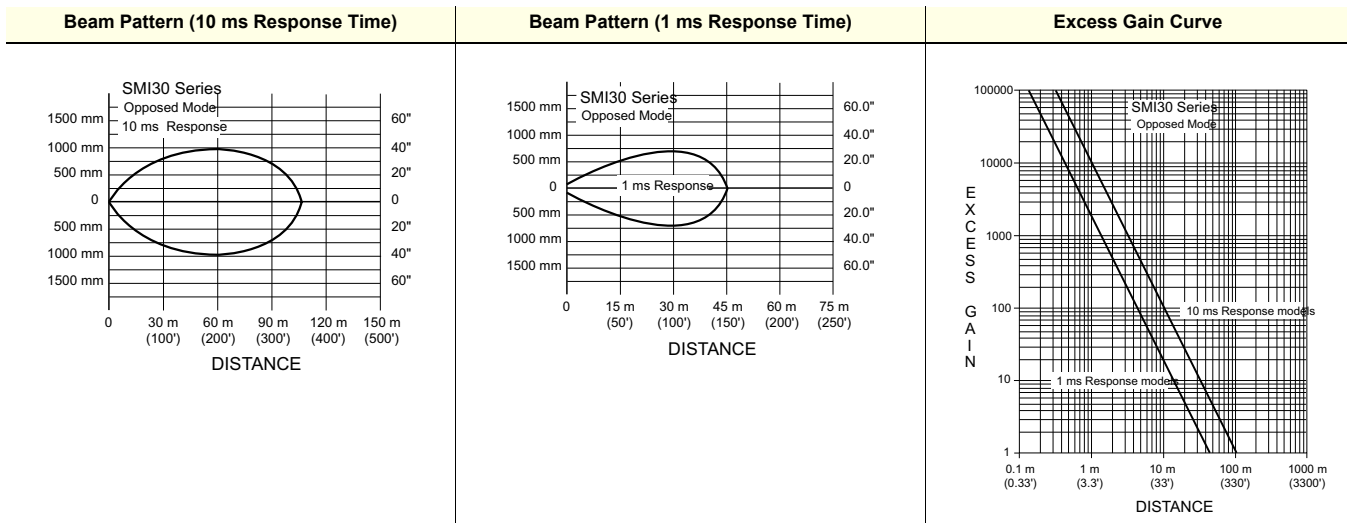 Beam Pattern (10 ms Response Time)
Beam Pattern (1 ms Response Time)
Excess Gain Curve
SMI30 Series
Opposed Mode
10 ms Response
1500 mm
1000 mm
500 mm
0
500 mm
1000 mm
1500 mm
60"
40"
20"
0
20"
40"
60"
0 30 m 60 m 90 m 120 m 150 m
(100') (200') (300') (400') (500')
DISTANCE
SMI30 Series
Opposed Mode
1 ms Response
1500 mm
1000 mm
500 mm
0
500 mm
1000 mm
1500 mm
60.0"
40.0"
20.0"
0
20.0"
40.0"
60.0"
0 15 m 30 m 45 m 60 m 75 m
(50') (100') (150') (200') (250')
DISTANCE
SMI30 Series
Opposed Mode
EXCESS GAIN
100000
10000
1000
100
10
1
10 ms Response models
1 ms Response models
0.1 m 1 m 10 m 100 m 1000 m
(0.33') (3.3') (33') (330') (3300')
DISTANCE